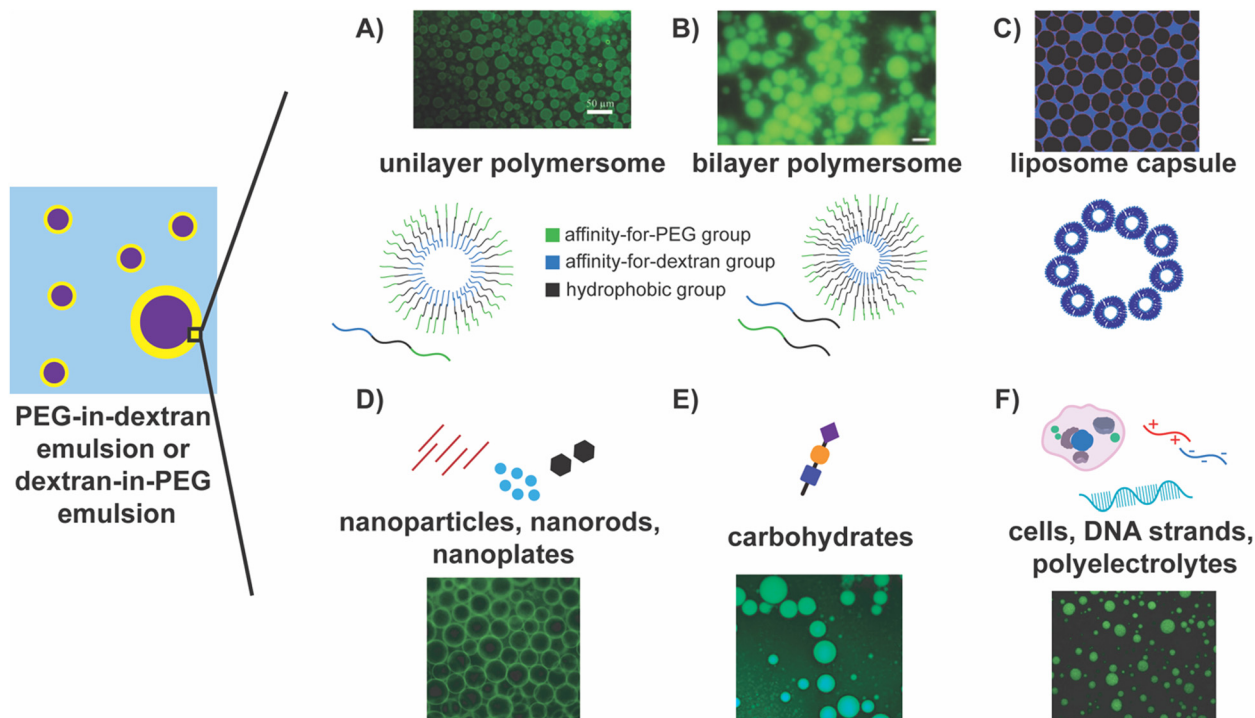 A)
50 μm
unilayer polymersome
B)
bilayer polymersome
C)
liposome capsule
affinity-for-PEG group
affinity-for-dextran group
hydrophobic group
PEG-in-dextran
emulsion or
dextran-in-PEG
emulsion
D)
nanoparticles, nanorods,
nanoplates
E)
carbohydrates
F)
+
+
- -
-
cells, DNA strands,
polyelectrolytes